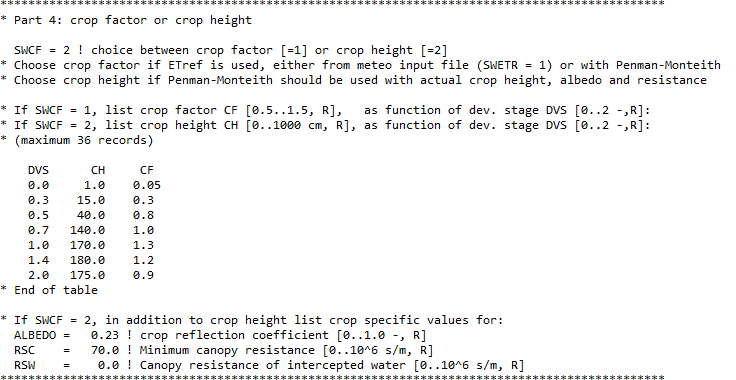 *******************************************************************************************
* Part 4: crop factor or crop height

  SWCF = 2 ! choice between crop factor [=1] or crop height [=2]
* Choose crop factor if ETref is used, either from meteo input file (SWETR = 1) or with Penman-Monteith
* Choose crop height if Penman-Monteith should be used with actual crop height, albedo and resistance

* If SWCF = 1, list crop factor CF [0.5..1.5, R],   as function of dev. stage DVS [0..2 -,R]:
* If SWCF = 2, list crop height CH [0..1000 cm, R], as function of dev. stage DVS [0..2 -,R]:
* (maximum 36 records)

    DVS      CH     CF
    0.0     1.0    0.05
    0.3    15.0    0.3
    0.5    40.0    0.8
    0.7   140.0    1.0
    1.0   170.0    1.3
    1.4   180.0    1.2
    2.0   175.0    0.9
* End of table

* If SWCF = 2, in addition to crop height list crop specific values for:
  ALBEDO =   0.23 ! crop reflection coefficient [0..1.0 -, R]
  RSC    =   70.0 ! Minimum canopy resistance [0..10^6 s/m, R]
  RSW    =    0.0 ! Canopy resistance of intercepted water [0..10^6 s/m, R]
*******************************************************************************************